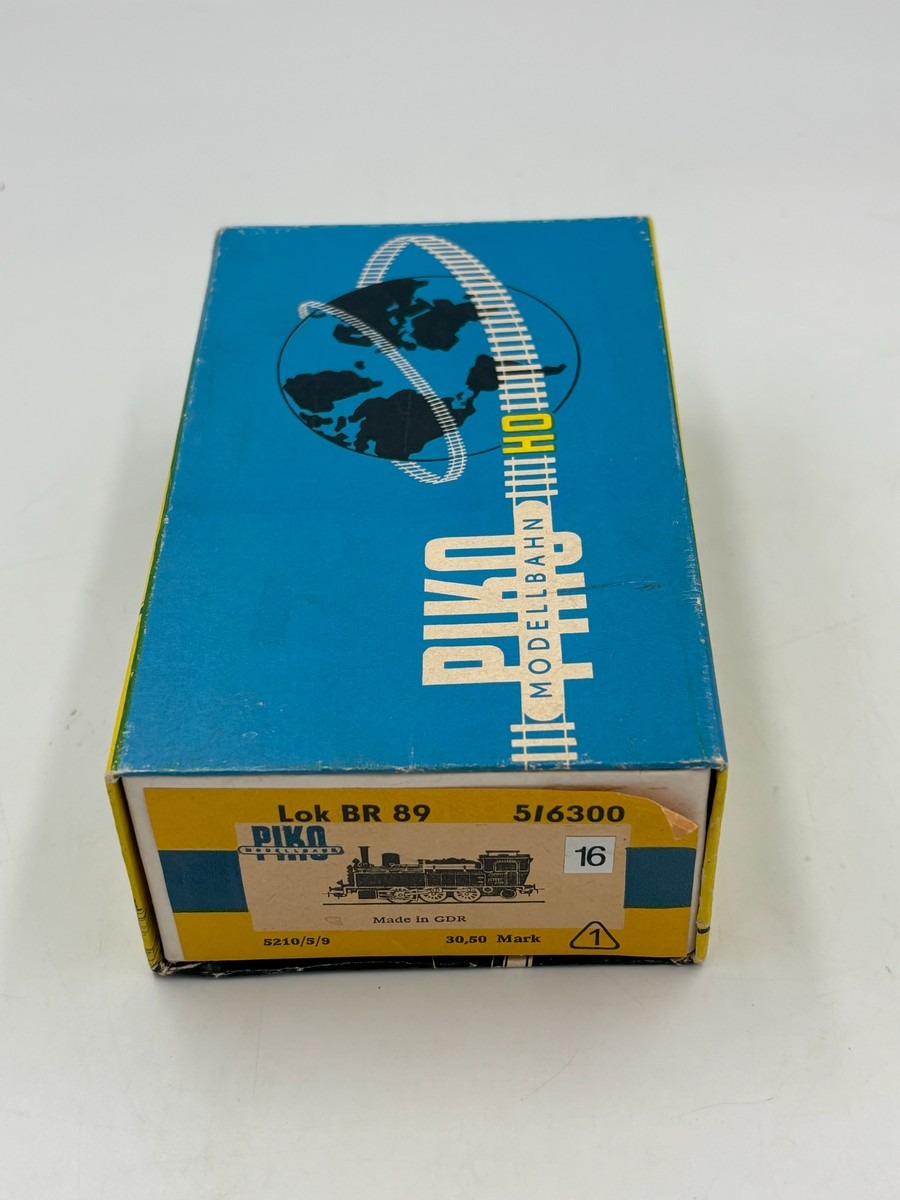 HO
PIKO
MODELLBAHN
Lok BR 89 5/6300
PIKO
MODELLBAHN
16
Made in GDR
5210/5/9 30,50 Mark 1